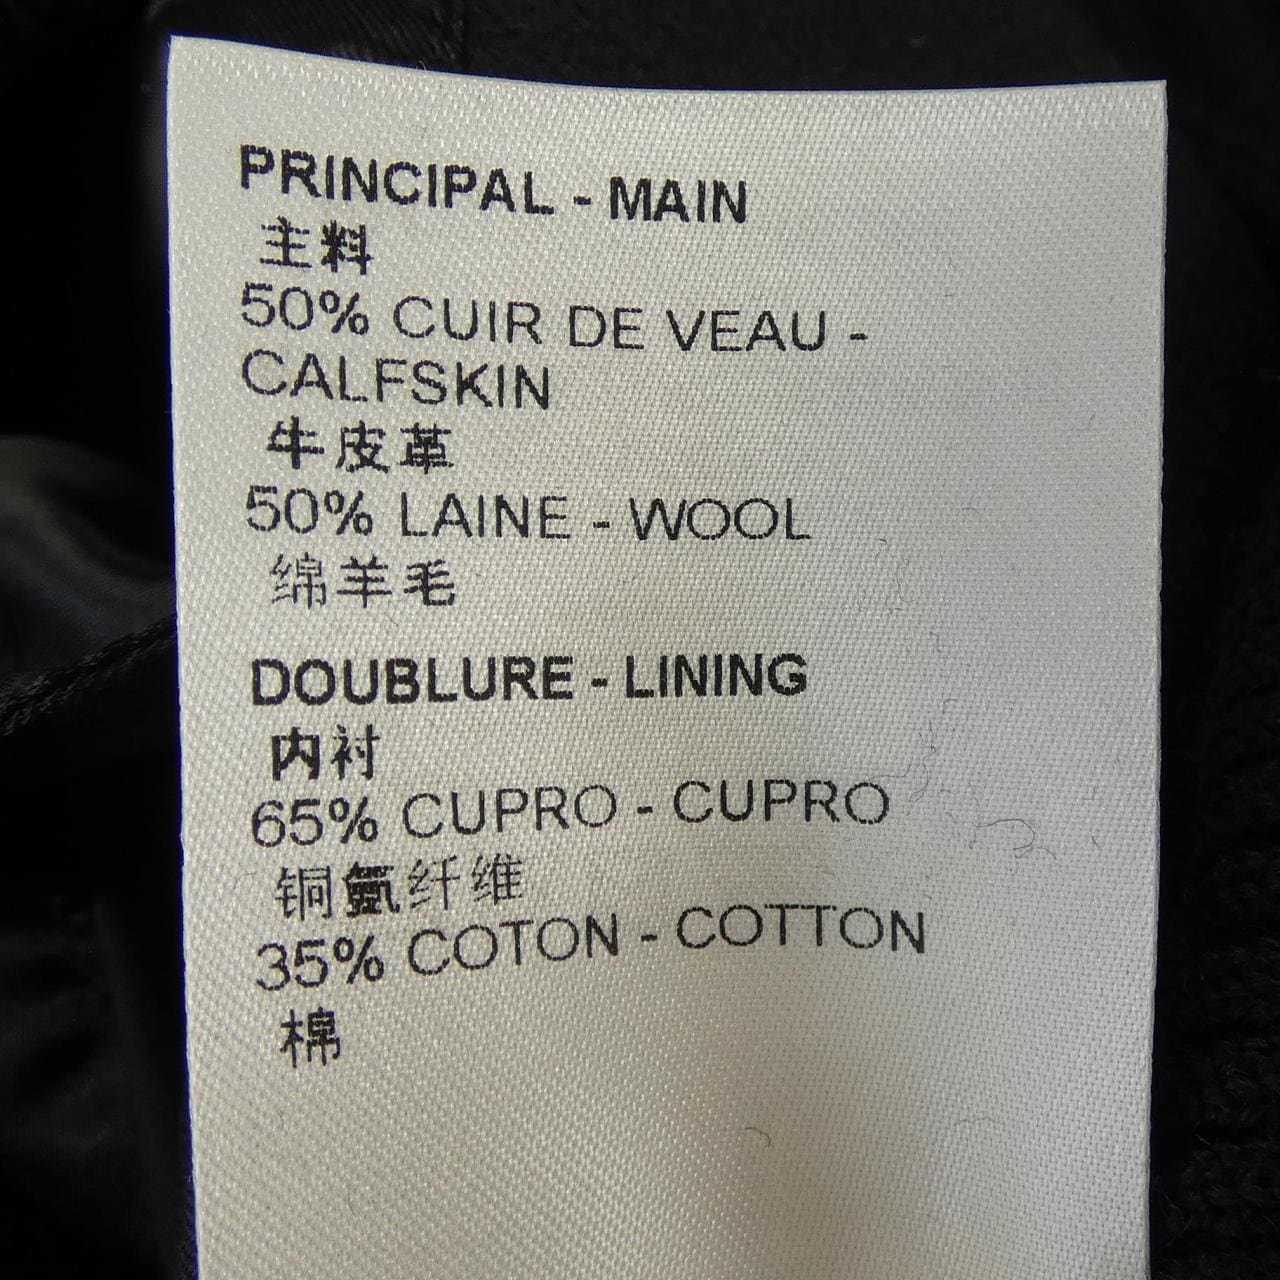 PRINCIPAL - MAIN
主料
50% CUIR DE VEAU -
CALFSKIN
牛皮革
50% LAINE - WOOL
绵羊毛
DOUBLURE - LINING
内衬
65% CUPRO - CUPRO
铜氨纤维
35% COTON - COTTON
棉